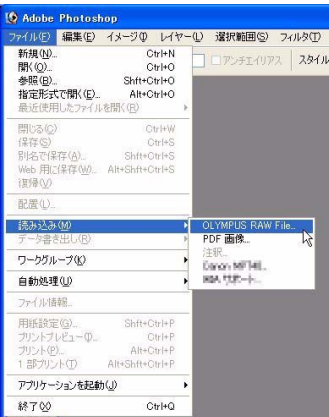 Adobe Photoshop
ファイル(F) 編集(E) イメージ(I) レイヤー(L) 選択範囲(S) フィルタ(T)
アンチエイリアス スタイル
新規(N)... Ctrl+N
開く(O)... Ctrl+O
参照(B)... Shft+Ctrl+O
指定形式で開く(E)... Alt+Ctrl+O
最近使用したファイルを開く(R)
閉じる(C) Ctrl+W
保存(S) Ctrl+S
別名で保存(A)... Shft+Ctrl+S
Web 用に保存(W)... Alt+Shft+Ctrl+S
復帰(V)
配置(L)...
読み込み(M) OLYMPUS RAW File...
データ書き出し(R) PDF 画像...
注釈...
ワークグループ(K)
自動処理(U)
ファイル情報...
用紙設定(G)... Shft+Ctrl+P
プリントプレビュー(I)... Ctrl+P
プリント(P)... Alt+Ctrl+P
1 部プリント(T) Alt+Shft+Ctrl+P
アプリケーションを起動(J)
終了(X) Ctrl+Q